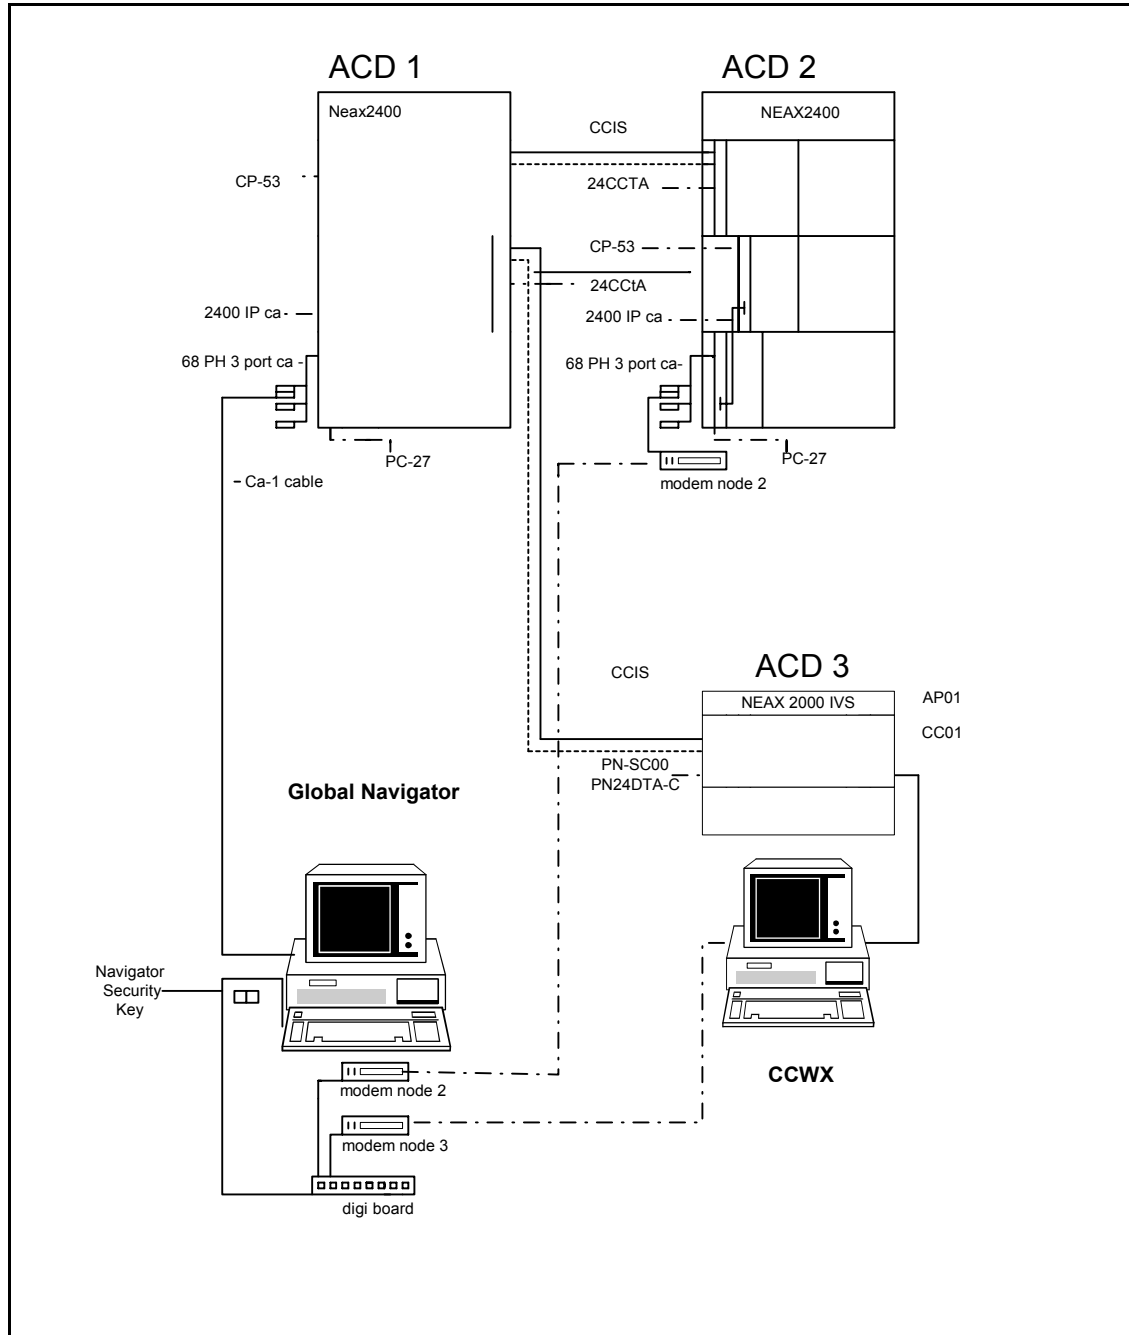 ACD 1
ACD 2
Neax2400
NEAX2400
CCIS
CP-53
24CCTA
CP-53
24CCtA
2400 IP ca
2400 IP ca
68 PH 3 port ca
68 PH 3 port ca-
PC-27
PC-27
Ca-1 cable
modem node 2
ACD 3
CCIS
NEAX 2000 IVS
AP01
CC01
PN-SC00
PN24DTA-C
Global Navigator
Navigator
Security
Key
CCWX
modem node 2
modem node 3
digi board